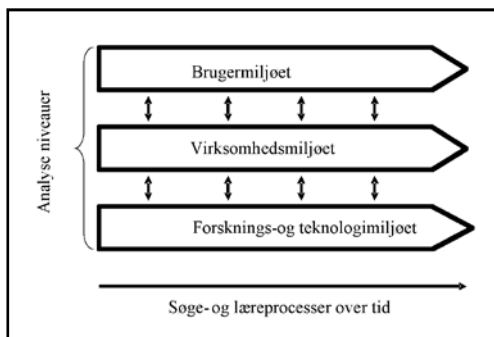 Analyse niveauer
Brugermiljøet
Virksomhedsmiljøet
Forsknings-og teknologimiljøet
Søge- og læreprocesser over tid